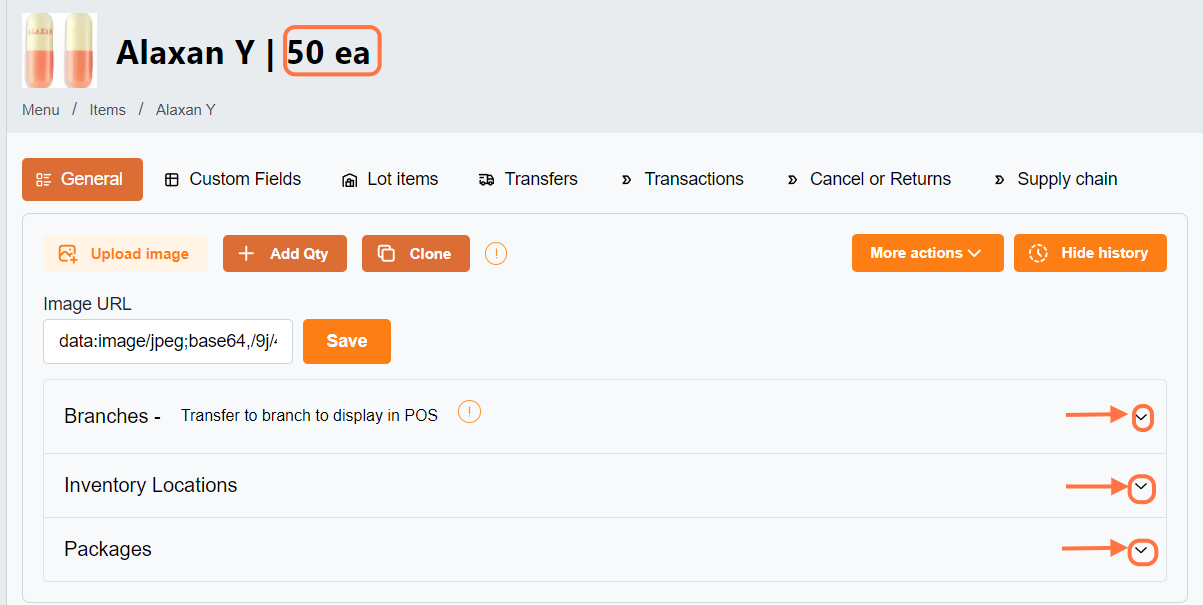 ALAXAN
Alaxan Y | 50 ea
Menu / Items / Alaxan Y
General Custom Fields Lot items Transfers Transactions Cancel or Returns Supply chain
Upload image Add Qty Clone ! More actions Hide history
Image URL
data:image/jpeg;base64,/9j/4 Save
Branches - Transfer to branch to display in POS !
Inventory Locations
Packages